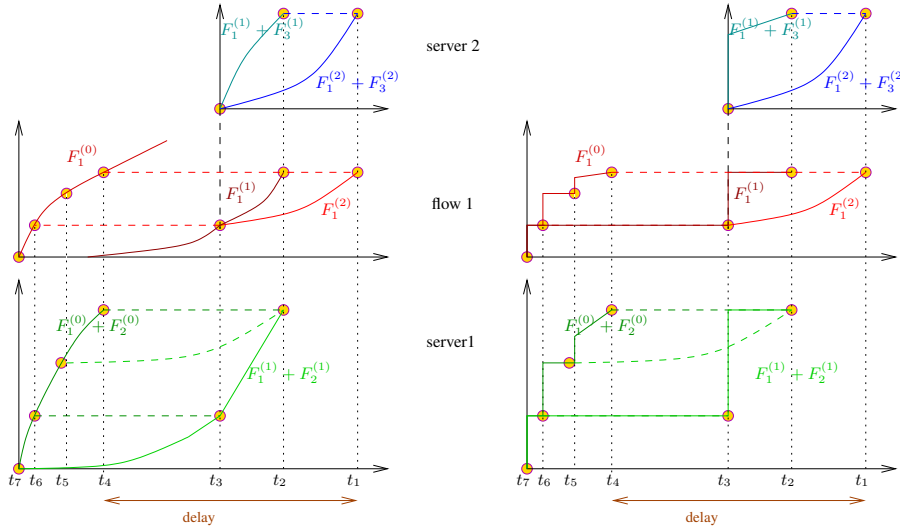 F_1^{(1)} + F_3^{(1)}
F_1^{(2)} + F_3^{(2)}
server 2
F_1^{(1)} + F_3^{(1)}
F_1^{(2)} + F_3^{(2)}
F_1^{(0)}
F_1^{(1)}
F_1^{(2)}
flow 1
F_1^{(0)}
F_1^{(1)}
F_1^{(2)}
F_1^{(0)} + F_2^{(0)}
F_1^{(1)} + F_2^{(1)}
server1
F_1^{(0)} + F_2^{(0)}
F_1^{(1)} + F_2^{(1)}
t_7 t_6 t_5 t_4 t_3 t_2 t_1
t_7 t_6 t_5 t_4 t_3 t_2 t_1
delay
delay